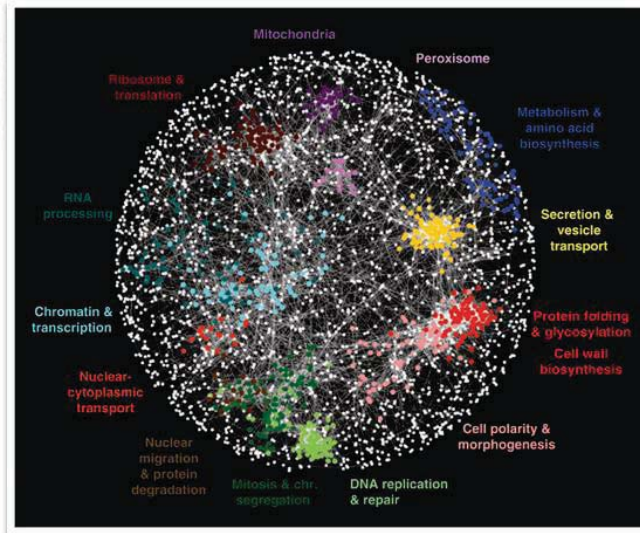 Mitochondria
Peroxisome
Ribosome &
translation
Metabolism &
amino acid
biosynthesis
RNA
processing
Secretion &
vesicle
transport
Chromatin &
transcription
Protein folding
& glycosylation
Cell wall
biosynthesis
Nuclear-
cytoplasmic
transport
Cell polarity &
morphogenesis
Nuclear
migration
& protein
degradation
Mitosis & chr.
segregation
DNA replication
& repair